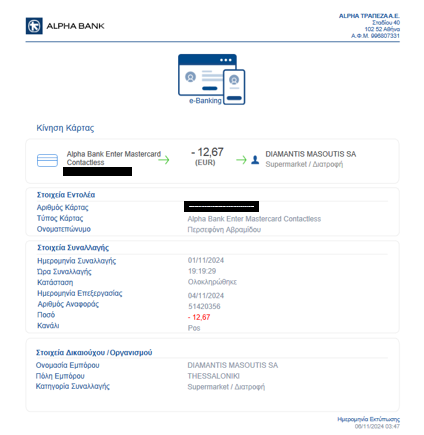 ALPHA BANK
ALPHA ΤΡΑΠΕΖΑ Α.Ε.
Σταδίου 40
102 52 Αθήνα
Α.Φ.Μ. 996807331
e-Banking
Κίνηση Κάρτας
Alpha Bank Enter Mastercard
Contactless
- 12,67
(EUR)
DIAMANTIS MASOUTIS SA
Supermarket / Διατροφή
Στοιχεία Εντολέα
Αριθμός Κάρτας
Τύπος Κάρτας Alpha Bank Enter Mastercard Contactless
Ονοματεπώνυμο Περσεφόνη Αβραμίδου
Στοιχεία Συναλλαγής
Ημερομηνία Συναλλαγής 01/11/2024
Ώρα Συναλλαγής 19:19:29
Κατάσταση Ολοκληρώθηκε
Ημερομηνία Επεξεργασίας 04/11/2024
Αριθμός Αναφοράς 51420356
Ποσό - 12,67
Κανάλι Pos
Στοιχεία Δικαιούχου / Οργανισμού
Ονομασία Εμπόρου DIAMANTIS MASOUTIS SA
Πόλη Εμπόρου THESSALONIKI
Κατηγορία Συναλλαγής Supermarket / Διατροφή
Ημερομηνία Εκτύπωσης
06/11/2024 03:47